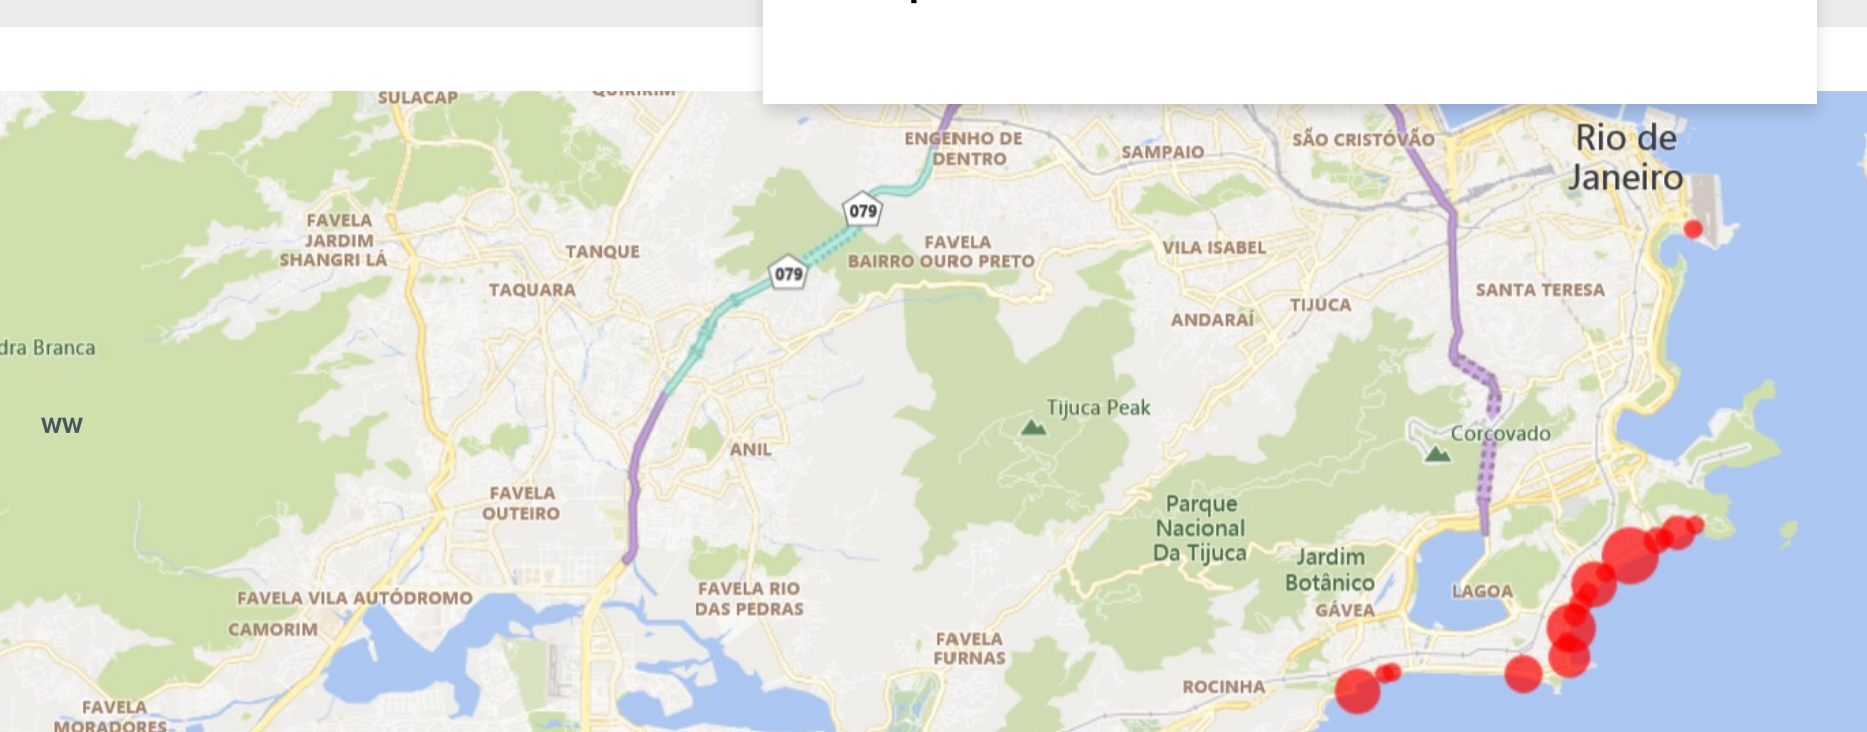 SULACAP
QUIRIRIM
ENGENHO DE
DENTRO
SAMPAIO
SÃO CRISTÓVÃO
Rio de
Janeiro
079
FAVELA
JARDIM
SHANGRI LÁ
TANQUE
FAVELA
BAIRRO OURO PRETO
VILA ISABEL
079
TAQUARA
SANTA TERESA
TIJUCA
ANDARAÍ
dra Branca
Tijuca Peak
WW
Corcovado
ANIL
FAVELA
OUTEIRO
Parque
Nacional
Da Tijuca
Jardim
Botânico
FAVELA RIO
DAS PEDRAS
LAGOA
FAVELA VILA AUTÓDROMO
GÁVEA
CAMORIM
FAVELA
FURNAS
ROCINHA
FAVELA
MORADORES